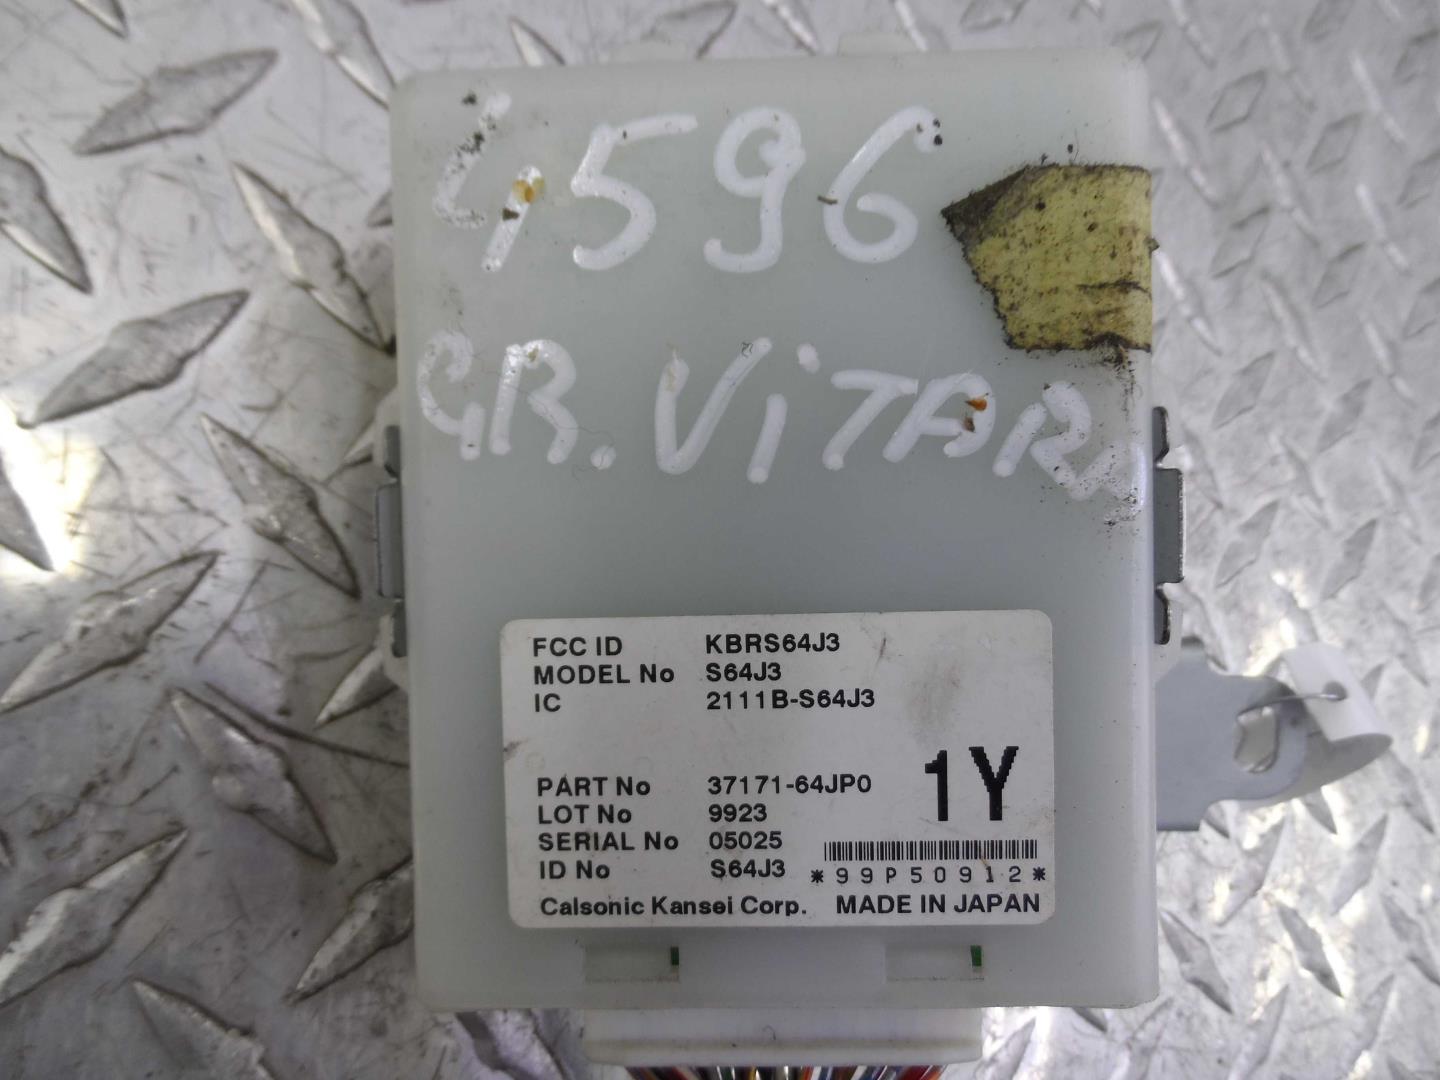 4596
GR. ViTARA
FCC ID KBRS64J3
MODEL No S64J3
IC 2111B-S64J3
1Y
PART No 37171-64JP0
LOT No 9923
SERIAL No 05025
ID No S64J3 *99P50912*
Calsonic Kansei Corp. MADE IN JAPAN